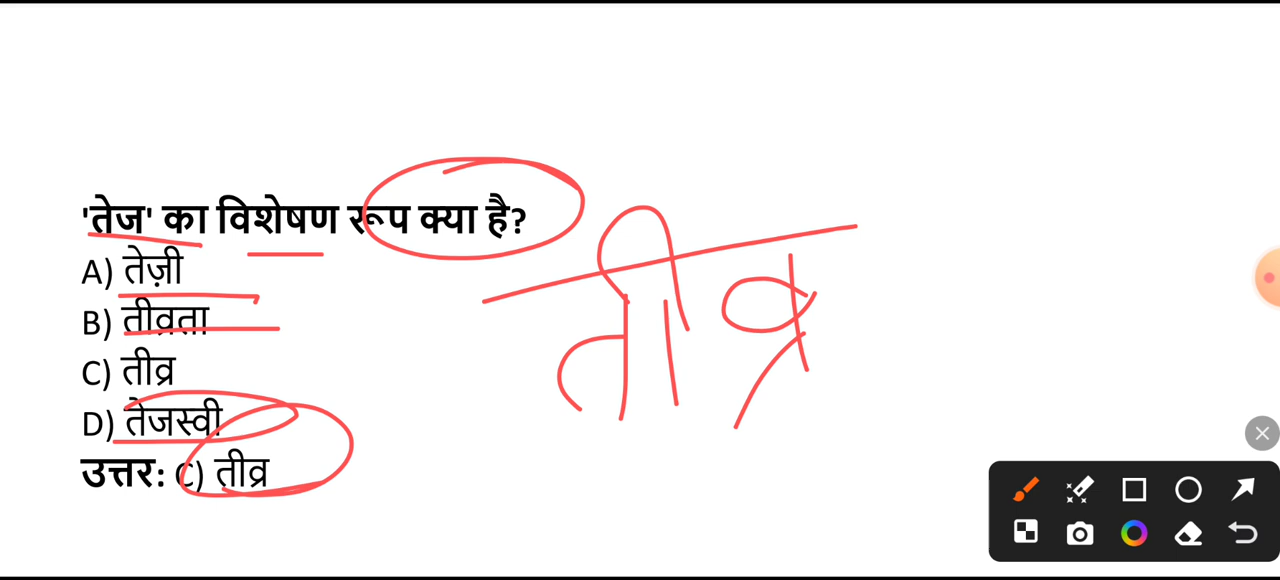 'तेज' का विशेषण रूप क्या है?
A) तेज़ी
B) तीव्रता
C) तीव्र
D) तेजस्वी
उत्तर: C) तीव्र
तीव्र